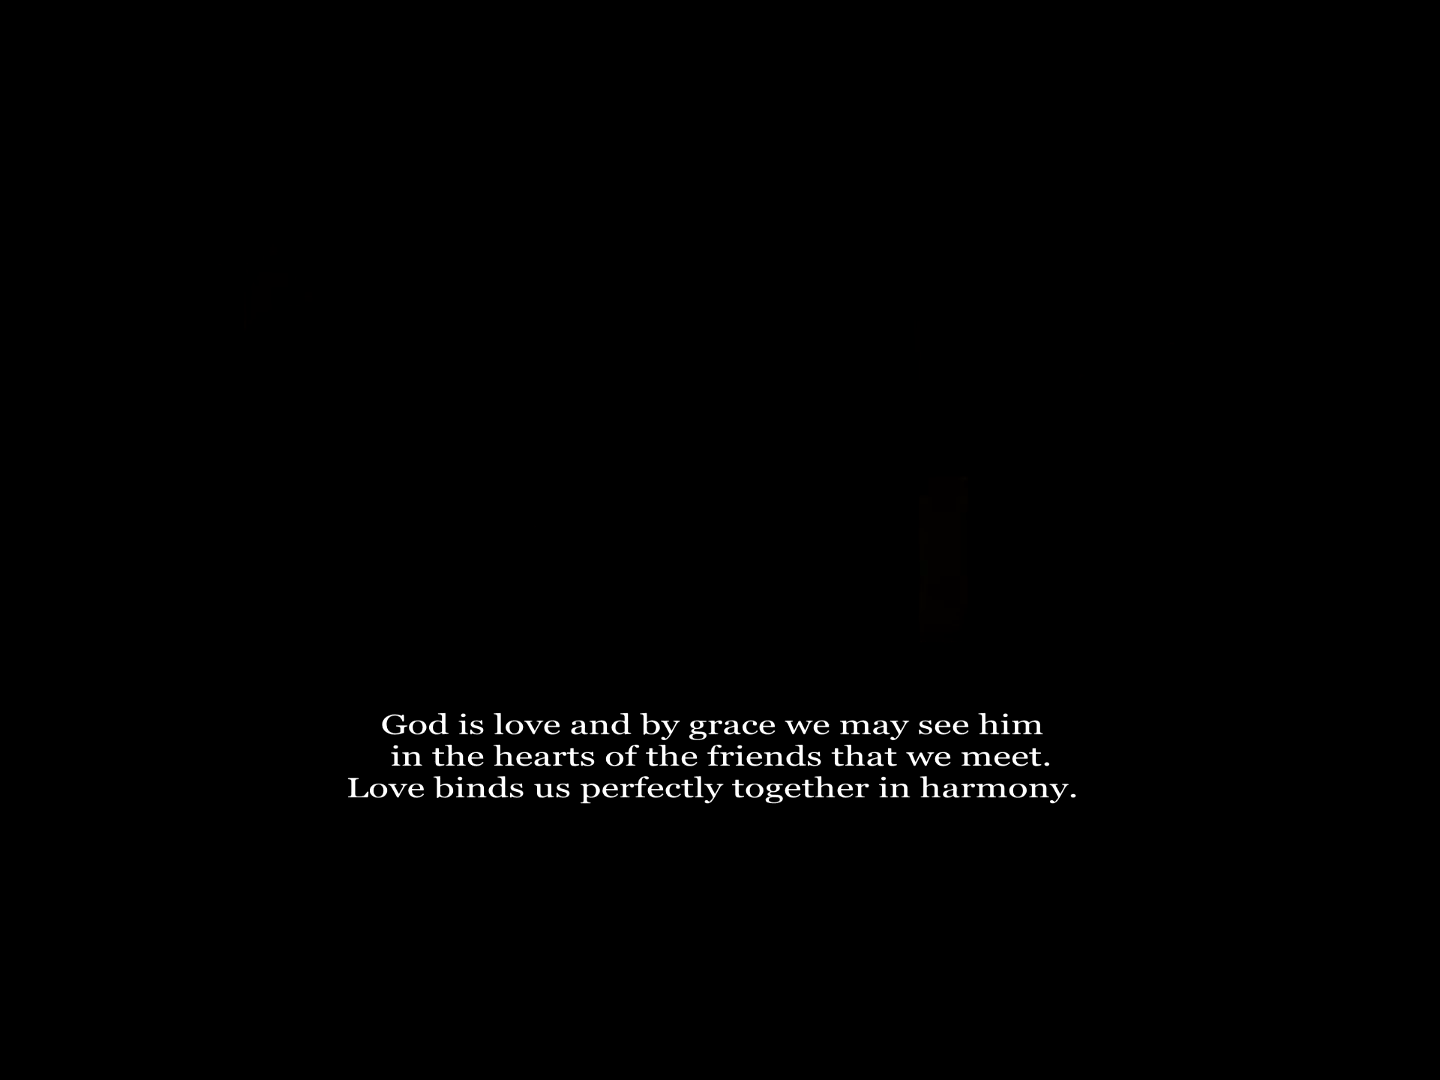 God is love and by grace we may see him
in the hearts of the friends that we meet.
Love binds us perfectly together in harmony.